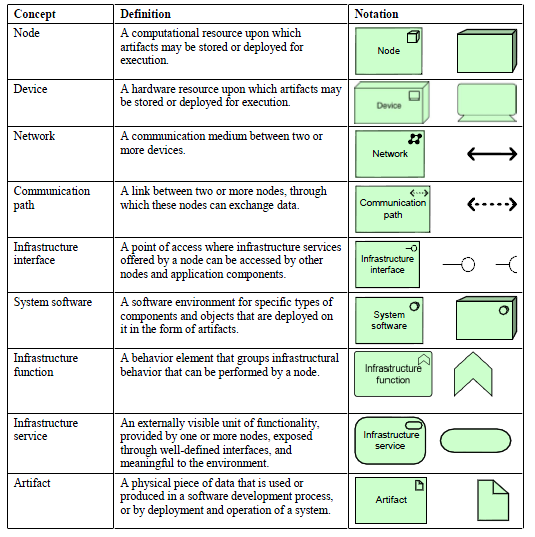 Concept Definition Notation
Node A computational resource upon which
artifacts may be stored or deployed for
execution.
Node
Device A hardware resource upon which artifacts may
be stored or deployed for execution.
Device
Network A communication medium between two or
more devices.
Network
Communication
path
A link between two or more nodes, through
which these nodes can exchange data.
Communication
path
Infrastructure
interface
A point of access where infrastructure services
offered by a node can be accessed by other
nodes and application components.
Infrastructure
interface
System software A software environment for specific types of
components and objects that are deployed on
it in the form of artifacts.
System
software
Infrastructure
function
A behavior element that groups infrastructural
behavior that can be performed by a node.
Infrastructure
function
Infrastructure
service
An externally visible unit of functionality,
provided by one or more nodes, exposed
through well-defined interfaces, and
meaningful to the environment.
Infrastructure
service
Artifact A physical piece of data that is used or
produced in a software development process,
or by deployment and operation of a system.
Artifact